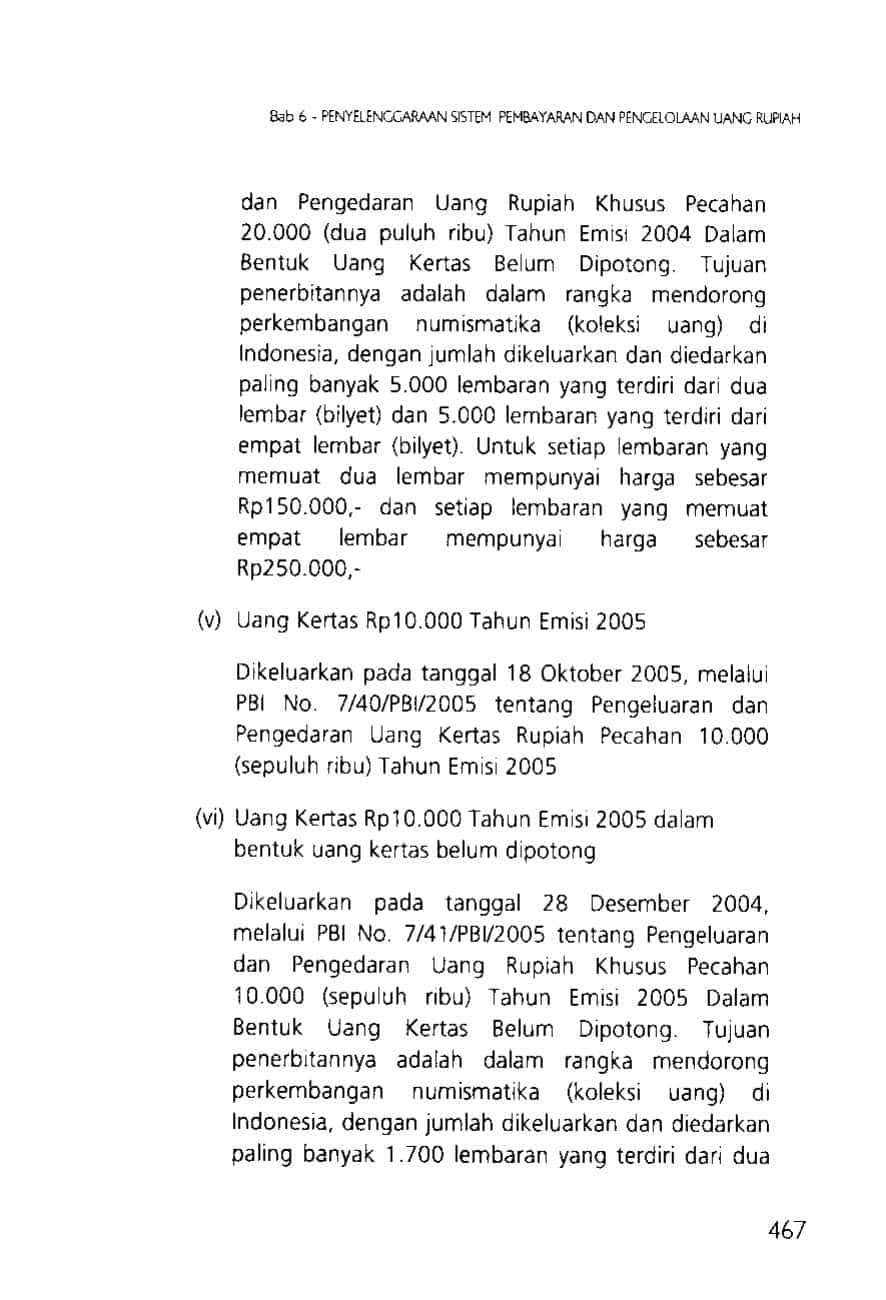 Bab 6 - PENYELENGGARAAN SISTEM PEMBAYARAN DAN PENGELOLAAN UANG RUPIAH
dan Pengedaran Uang Rupiah Khusus Pecahan
20.000 (dua puluh ribu) Tahun Emisi 2004 Dalam
Bentuk Uang Kertas Belum Dipotong. Tujuan
penerbitannya adalah dalam rangka mendorong
perkembangan numismatika (koleksi uang) di
Indonesia, dengan jumlah dikeluarkan dan diedarkan
paling banyak 5.000 lembaran yang terdiri dari dua
lembar (bilyet) dan 5.000 lembaran yang terdiri dari
empat lembar (bilyet). Untuk setiap lembaran yang
memuat dua lembar mempunyai harga sebesar
Rp150.000,- dan setiap lembaran yang memuat
empat lembar mempunyai harga sebesar
Rp250.000,-
(v) Uang Kertas Rp10.000 Tahun Emisi 2005
Dikeluarkan pada tanggal 18 Oktober 2005, melalui
PBI No. 7/40/PBI/2005 tentang Pengeluaran dan
Pengedaran Uang Kertas Rupiah Pecahan 10.000
(sepuluh ribu) Tahun Emisi 2005
(vi) Uang Kertas Rp10.000 Tahun Emisi 2005 dalam
bentuk uang kertas belum dipotong
Dikeluarkan pada tanggal 28 Desember 2004,
melalui PBI No. 7/41/PBI/2005 tentang Pengeluaran
dan Pengedaran Uang Rupiah Khusus Pecahan
10.000 (sepuluh ribu) Tahun Emisi 2005 Dalam
Bentuk Uang Kertas Belum Dipotong. Tujuan
penerbitannya adalah dalam rangka mendorong
perkembangan numismatika (koleksi uang) di
Indonesia, dengan jumlah dikeluarkan dan diedarkan
paling banyak 1.700 lembaran yang terdiri dari dua
467